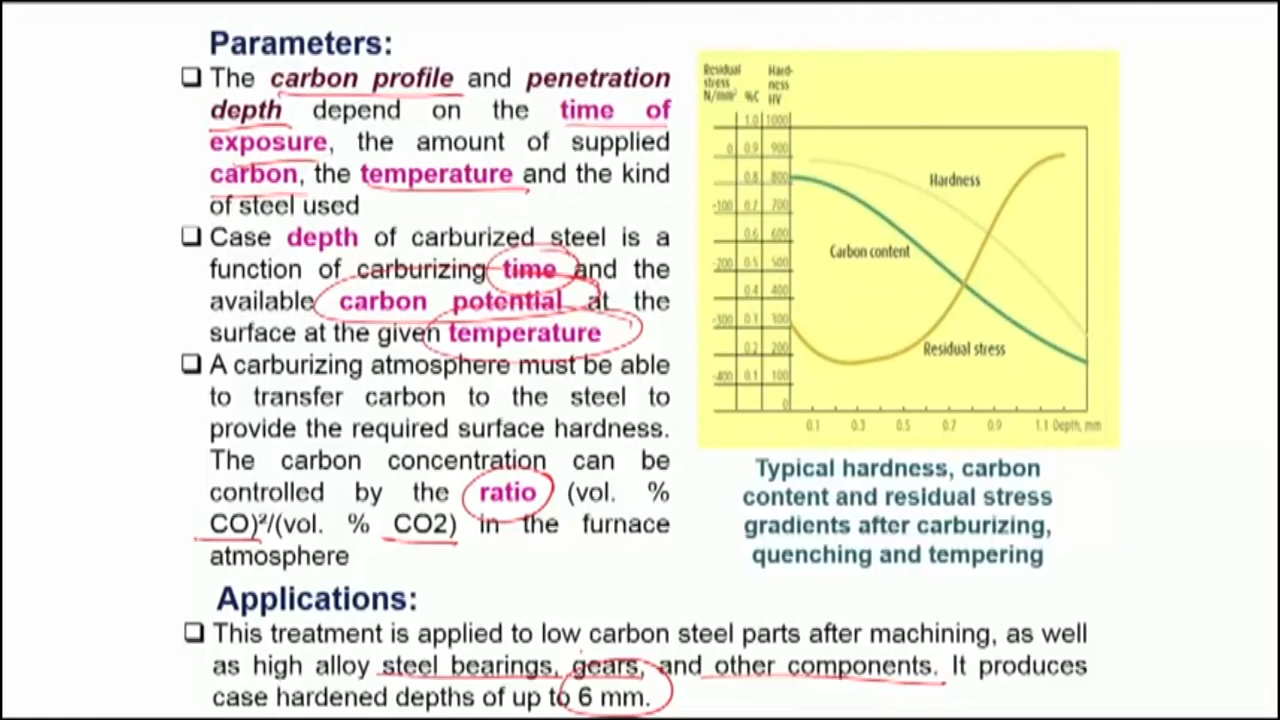 Parameters:
❑ The carbon profile and penetration
depth depend on the time of
exposure, the amount of supplied
carbon, the temperature and the kind
of steel used
❑ Case depth of carburized steel is a
function of carburizing time and the
available carbon potential at the
surface at the given temperature
❑ A carburizing atmosphere must be able
to transfer carbon to the steel to
provide the required surface hardness.
The carbon concentration can be
controlled by the ratio (vol. %
CO)²/(vol. % CO2) in the furnace
atmosphere
Residual Hard-
stress ness
N/mm² %C HV
1.0 1000
0 0.9 900
0.8 800
-100 0.7 700
0.6 600
-200 0.5 500
0.4 400
-300 0.3 300
0.2 200
-400 0.1 100
0
Hardness
Carbon content
Residual stress
0.1 0.3 0.5 0.7 0.9 1.1 Depth, mm
Typical hardness, carbon
content and residual stress
gradients after carburizing,
quenching and tempering
Applications:
❑ This treatment is applied to low carbon steel parts after machining, as well
as high alloy steel bearings, gears, and other components. It produces
case hardened depths of up to 6 mm.